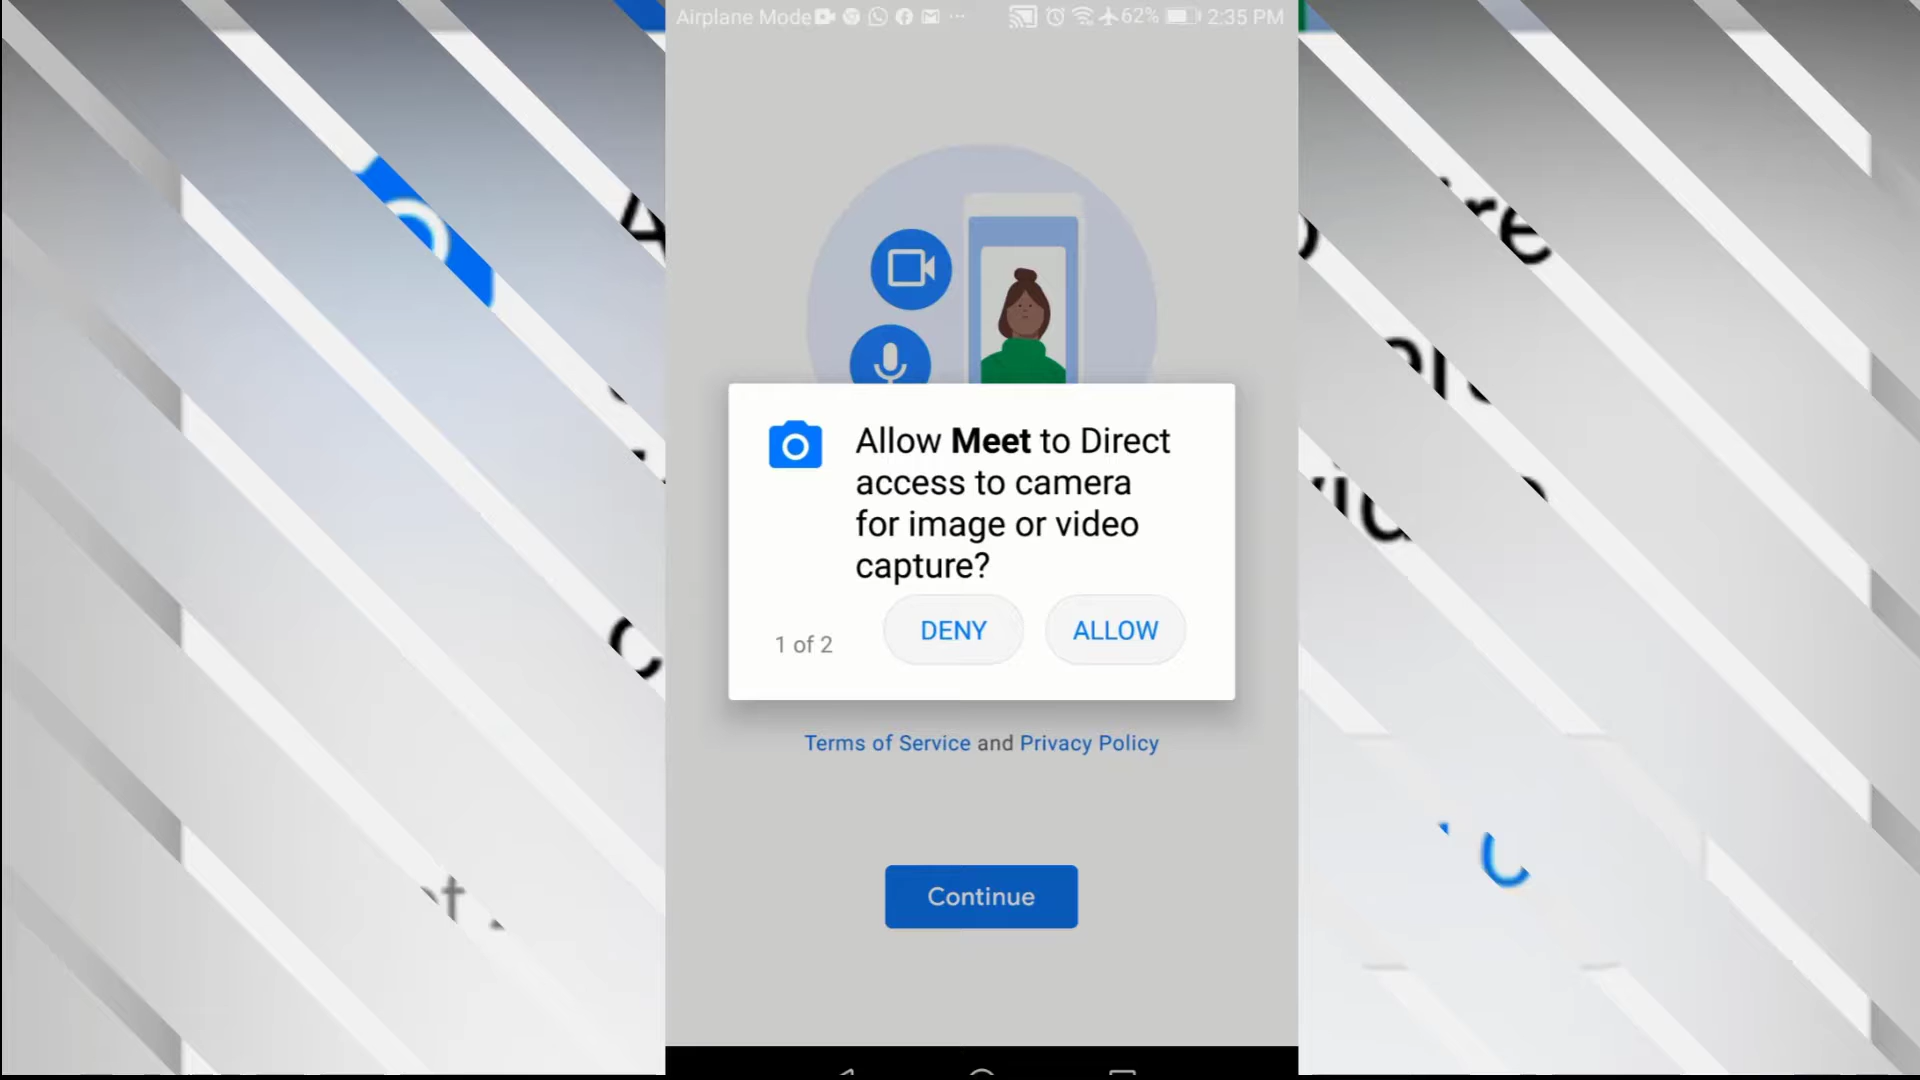 Airplane Mode 62% 2:35 PM
Allow Meet to Direct
access to camera
for image or video
capture?
1 of 2 DENY ALLOW
Terms of Service and Privacy Policy
Continue